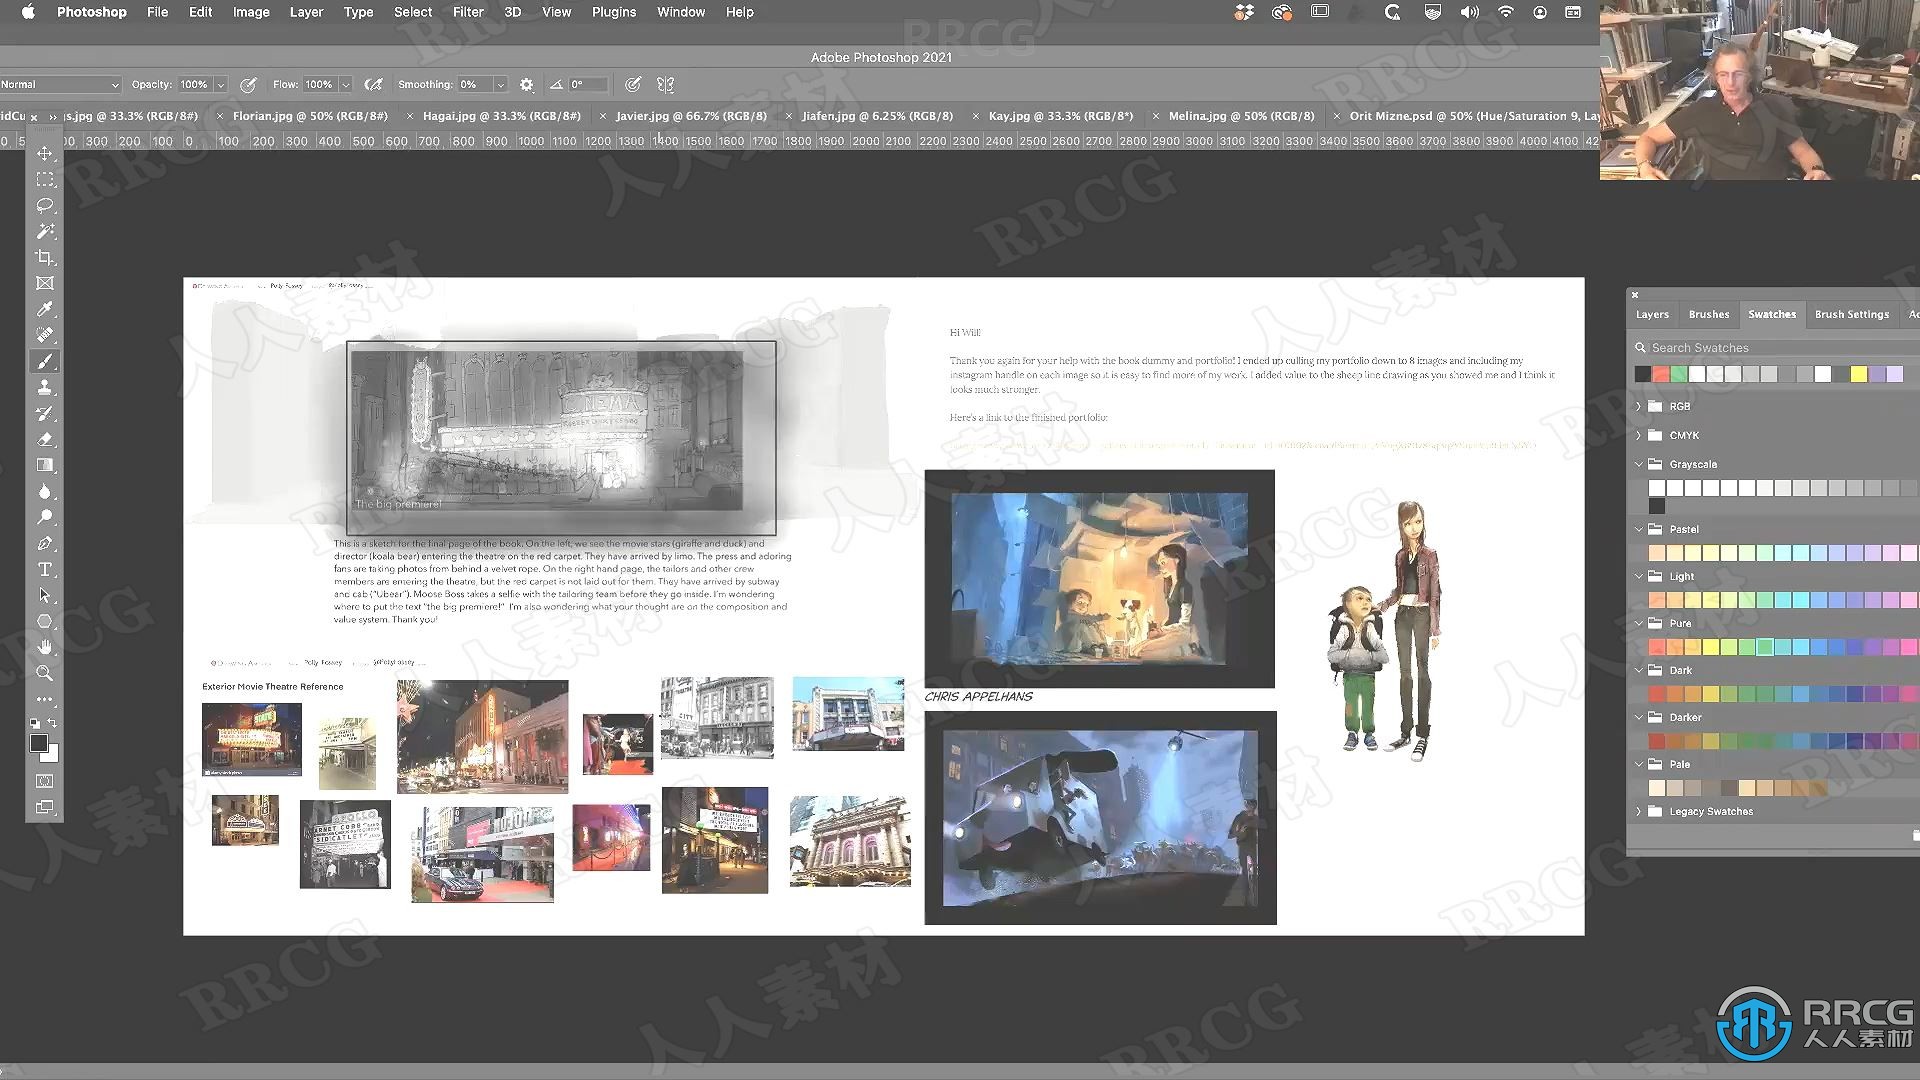 Photoshop File Edit Image Layer Type Select Filter 3D View Plugins Window Help
Adobe Photoshop 2021
Normal Opacity: 100% Flow: 100% Smoothing: 0% 0°
s.jpg @ 33.3% (RGB/8#) × Florian.jpg @ 50% (RGB/8#) × Hagai.jpg @ 33.3% (RGB/8#) × Javier.jpg @ 66.7% (RGB/8) × Jiafen.jpg @ 6.25% (RGB/8) × Kay.jpg @ 33.3% (RGB/8*) × Melina.jpg @ 50% (RGB/8) × Orit Mizne.psd @ 50% (Hue/Saturation 9, Lay
300 200 100 0 100 200 300 400 500 600 700 800 900 1000 1100 1200 1300 1400 1500 1600 1700 1800 1900 2000 2100 2200 2300 2400 2500 2600 2700 2800 2900 3000 3100 3200 3300 3400 3500 3600 3700 3800 3900 4000 4100 42
Polly Fossey @PollyFossey
CINEMA
The big premiere!
This is a sketch for the final page of the book. On the left, we see the movie stars (giraffe and duck) and
director (koala bear) entering the theatre on the red carpet. They have arrived by limo. The press and adoring
fans are taking photos from behind a velvet rope. On the right hand page, the tailors and other crew
members are entering the theatre, but the red carpet is not laid out for them. They have arrived by subway
and cab ("Ubear"). Moose Boss takes a selfie with the tailoring team before they go inside. I'm wondering
where to put the text "the big premiere!" I'm also wondering what your thought are on the composition and
value system. Thank you!
Polly Fossey @PollyFossey
Exterior Movie Theatre Reference
STATE
CITY
APOLLO
ARNET COBB
SID CATLETT
Hi Will!
Thank you again for your help with the book dummy and portfolio! I ended up culling my portfolio down to 8 images and including my
instagram handle on each image so it is easy to find more of my work. I added value to the sheep line drawing as you showed me and I think it
looks much stronger.
Here's a link to the finished portfolio:
CHRIS APPELHANS
Layers Brushes Swatches Brush Settings
Search Swatches
RGB
CMYK
Grayscale
Pastel
Light
Pure
Dark
Darker
Pale
Legacy Swatches
RRCG
人人素材